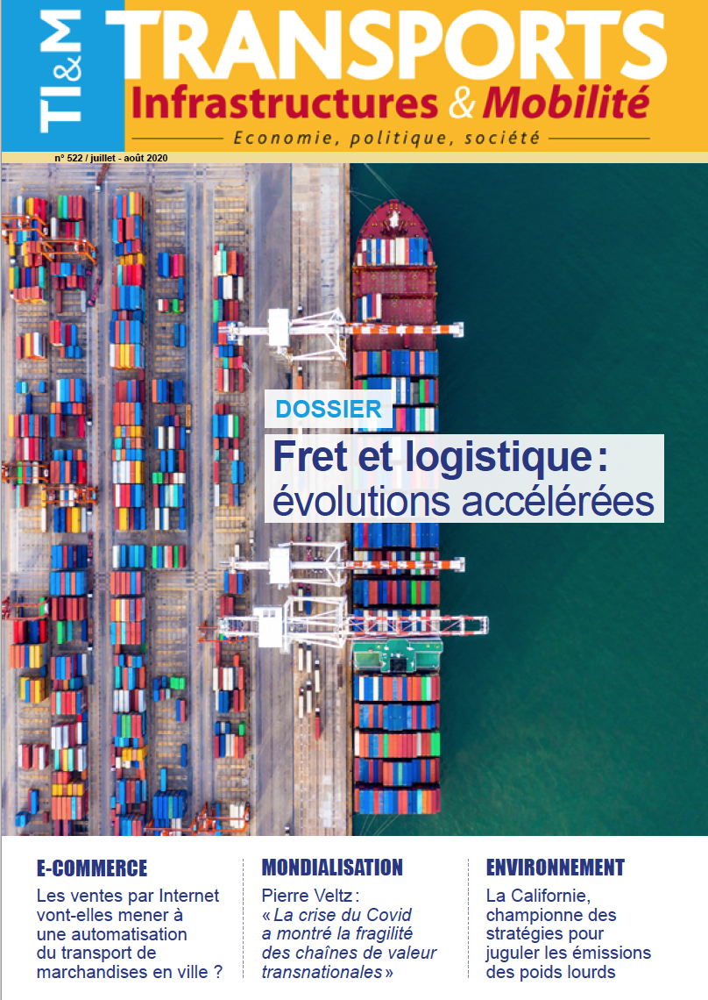 TI&M
TRANSPORTS
Infrastructures & Mobilité
Economie, politique, société
n° 522 / juillet - août 2020
DOSSIER
Fret et logistique :
évolutions accélérées
E-COMMERCE
Les ventes par Internet
vont-elles mener à
une automatisation
du transport de
marchandises en ville ?
MONDIALISATION
Pierre Veltz :
« La crise du Covid
a montré la fragilité
des chaînes de valeur
transnationales »
ENVIRONNEMENT
La Californie,
championne des
stratégies pour
juguler les émissions
des poids lourds